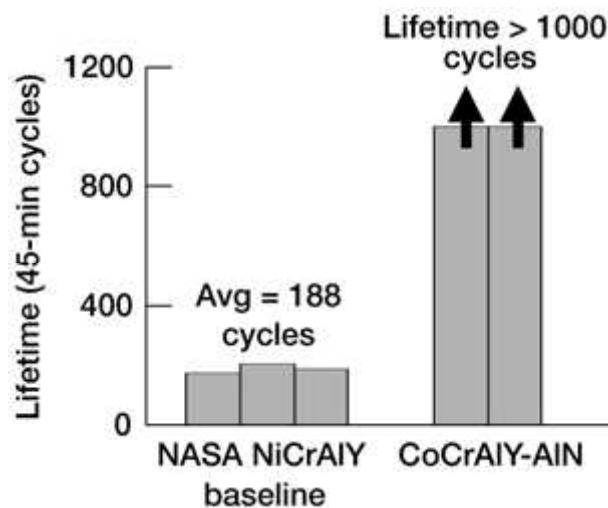 Lifetime > 1000
cycles
1200
800
400
0
Lifetime (45-min cycles)
Avg = 188
cycles
NASA NiCrAlY
baseline
CoCrAlY-AlN